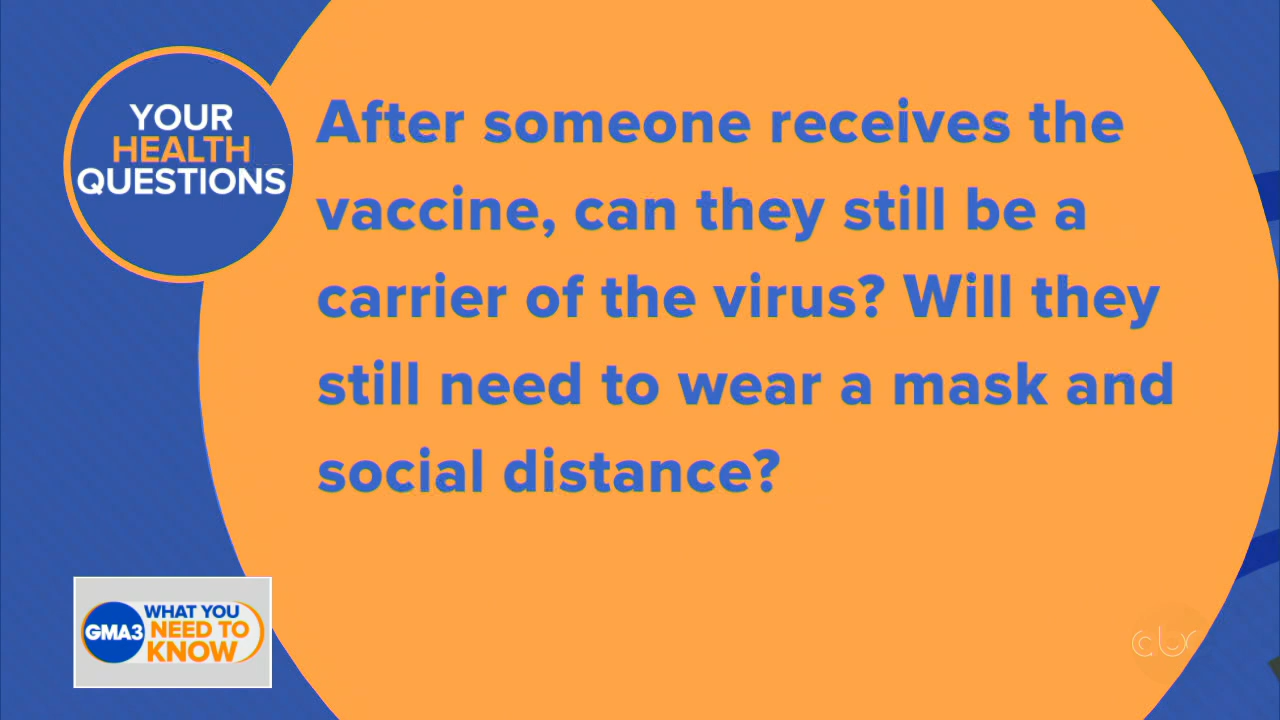 YOUR
HEALTH
QUESTIONS
After someone receives the
vaccine, can they still be a
carrier of the virus? Will they
still need to wear a mask and
social distance?
GMA3
WHAT YOU
NEED TO
KNOW
abc